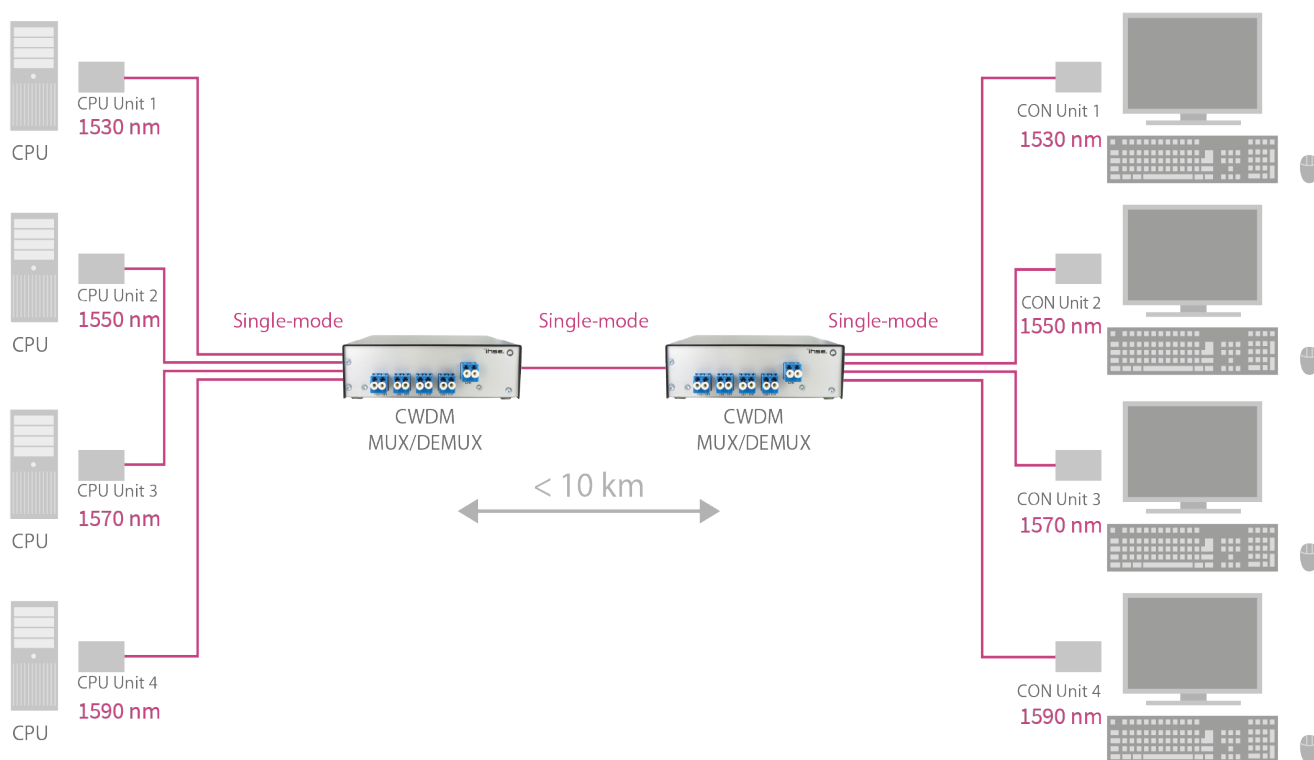 CPU Unit 1
1530 nm
CPU
CON Unit 1
1530 nm
CPU Unit 2
1550 nm
CPU
CON Unit 2
1550 nm
Single-mode
Single-mode
Single-mode
ihse.
ihse.
CWDM
MUX/DEMUX
CWDM
MUX/DEMUX
< 10 km
CPU Unit 3
1570 nm
CPU
CON Unit 3
1570 nm
CPU Unit 4
1590 nm
CPU
CON Unit 4
1590 nm